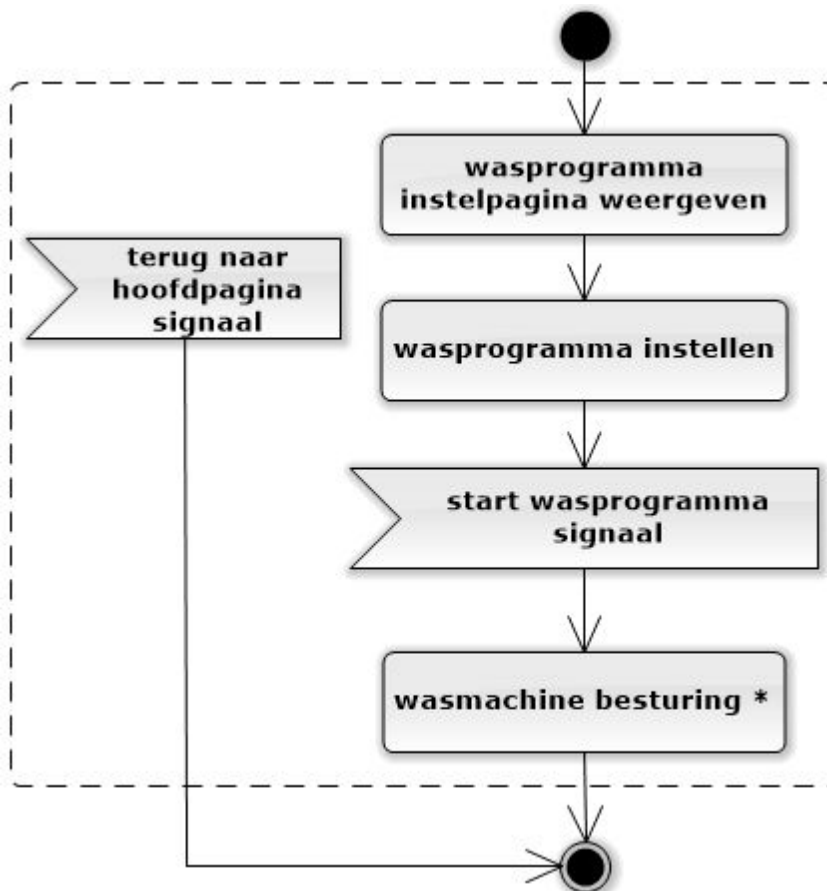 wasprogramma
instelpagina weergeven
terug naar
hoofdpagina
signaal
wasprogramma instellen
start wasprogramma
signaal
wasmachine besturing *